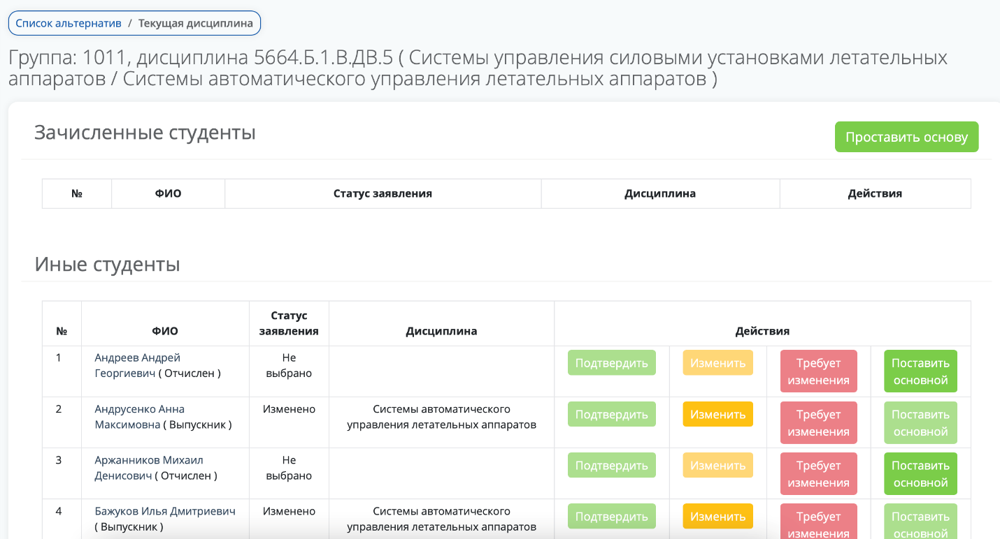 Список альтернатив / Текущая дисциплина
Группа: 1011, дисциплина 5664.Б.1.В.ДВ.5 ( Системы управления силовыми установками летательных
аппаратов / Системы автоматического управления летательных аппаратов )
Зачисленные студенты
Проставить основу
№ ФИО Статус заявления Дисциплина Действия
Иные студенты
№ ФИО Статус заявления Дисциплина Действия
1 Андреев Андрей Георгиевич ( Отчислен ) Не выбрано Подтвердить Изменить Требует изменения Поставить основной
2 Андрусенко Анна Максимовна ( Выпускник ) Изменено Системы автоматического управления летательных аппаратов Подтвердить Изменить Требует изменения Поставить основной
3 Аржанников Михаил Денисович ( Отчислен ) Не выбрано Подтвердить Изменить Требует изменения Поставить основной
4 Бажуков Илья Дмитриевич ( Выпускник ) Изменено Системы автоматического управления летательных аппаратов Подтвердить Изменить Требует изменения Поставить основной